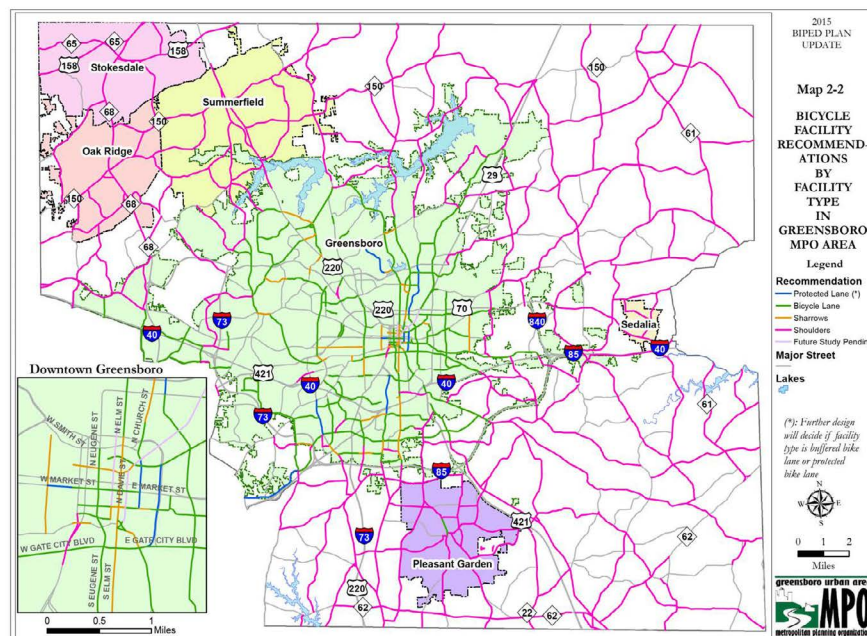 2015
BIPED PLAN
UPDATE
Map 2-2
BICYCLE
FACILITY
RECOMMEND-
ATIONS
BY
FACILITY
TYPE
IN
GREENSBORO
MPO AREA
Legend
Recommendation
Protected Lane (*)
Bicycle Lane
Sharrows
Shoulders
Future Study Pendin
Major Street
Lakes
(*): Further design
will decide if facility
type is buffered bike
lane or protected
bike lane
N
W E
S
0 1 2
Miles
greensboro urban area
MPO
metropolitan planning organizati
65
65
158
158
Stokesdale
68
150
Summerfield
Oak Ridge
150
68
68
150
150
61
29
Greensboro
220
220
70
73
40
840
Sedalia
85
40
421
40
40
73
61
85
421
73
Pleasant Garden
220
62
22
62
62
Downtown Greensboro
W SMITH ST
N EUGENE ST
N ELM ST
N CHURCH ST
N DAVIE ST
W MARKET ST
E MARKET ST
W GATE CITY BLVD
E GATE CITY BLVD
S EUGENE ST
S ELM ST
0 0.5 1
Miles